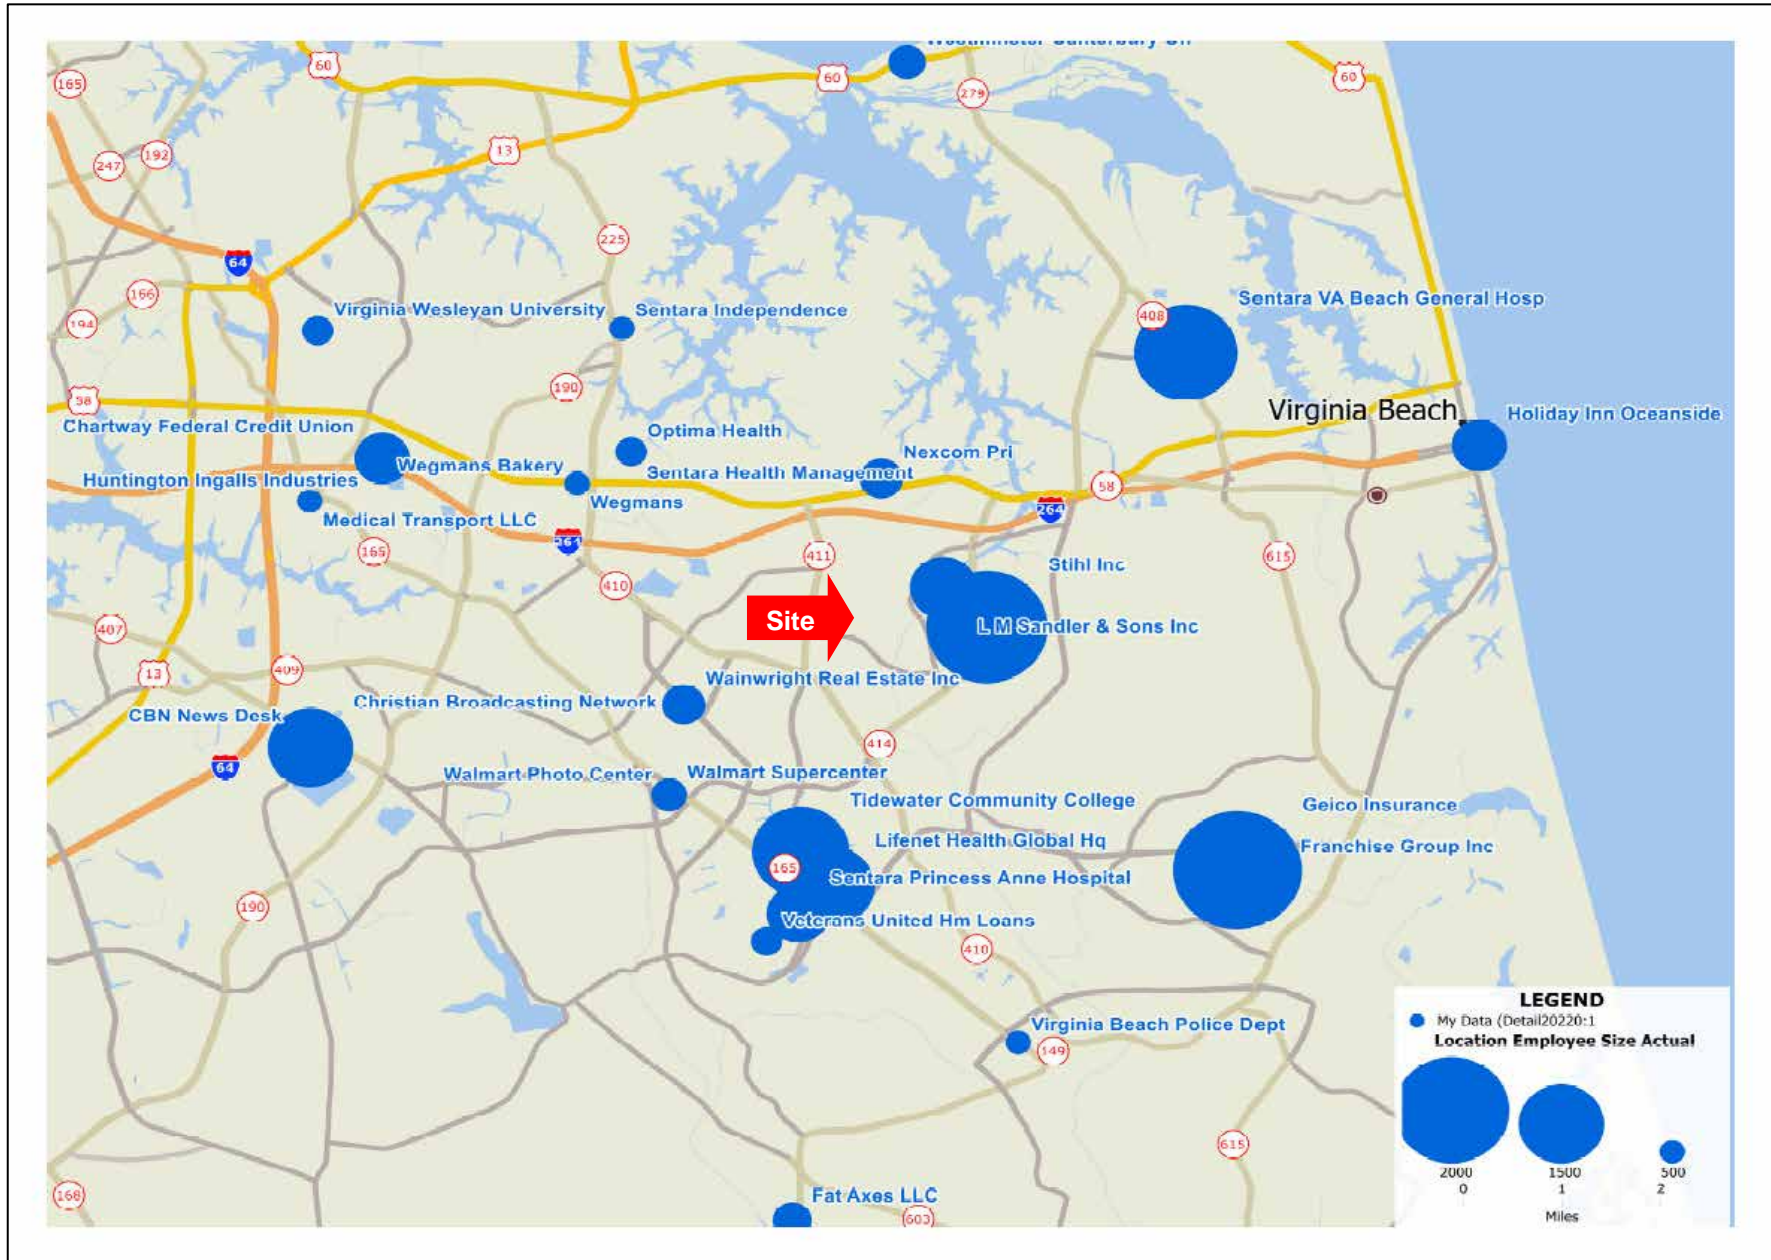 Westminster Canterbury On
60
60
60
165
279
13
192
247
225
64
166
194
Virginia Wesleyan University
Sentara Independence
408
Sentara VA Beach General Hosp
190
58
Virginia Beach
Holiday Inn Oceanside
Chartway Federal Credit Union
Optima Health
Nexcom Pri
Wegmans Bakery
Sentara Health Management
Huntington Ingalls Industries
Wegmans
58
264
Medical Transport LLC
165
411
615
410
Stihl Inc
Site
L M Sandler & Sons Inc
407
13
409
Wainwright Real Estate Inc
Christian Broadcasting Network
CBN News Desk
414
64
Walmart Photo Center
Walmart Supercenter
Tidewater Community College
Geico Insurance
Lifenet Health Global Hq
Franchise Group Inc
165
Sentara Princess Anne Hospital
190
Veterans United Hm Loans
410
LEGEND
My Data (Detail20220:1
Location Employee Size Actual
Virginia Beach Police Dept
149
615
2000 1500 500
0 1 2
Miles
168
Fat Axes LLC
603